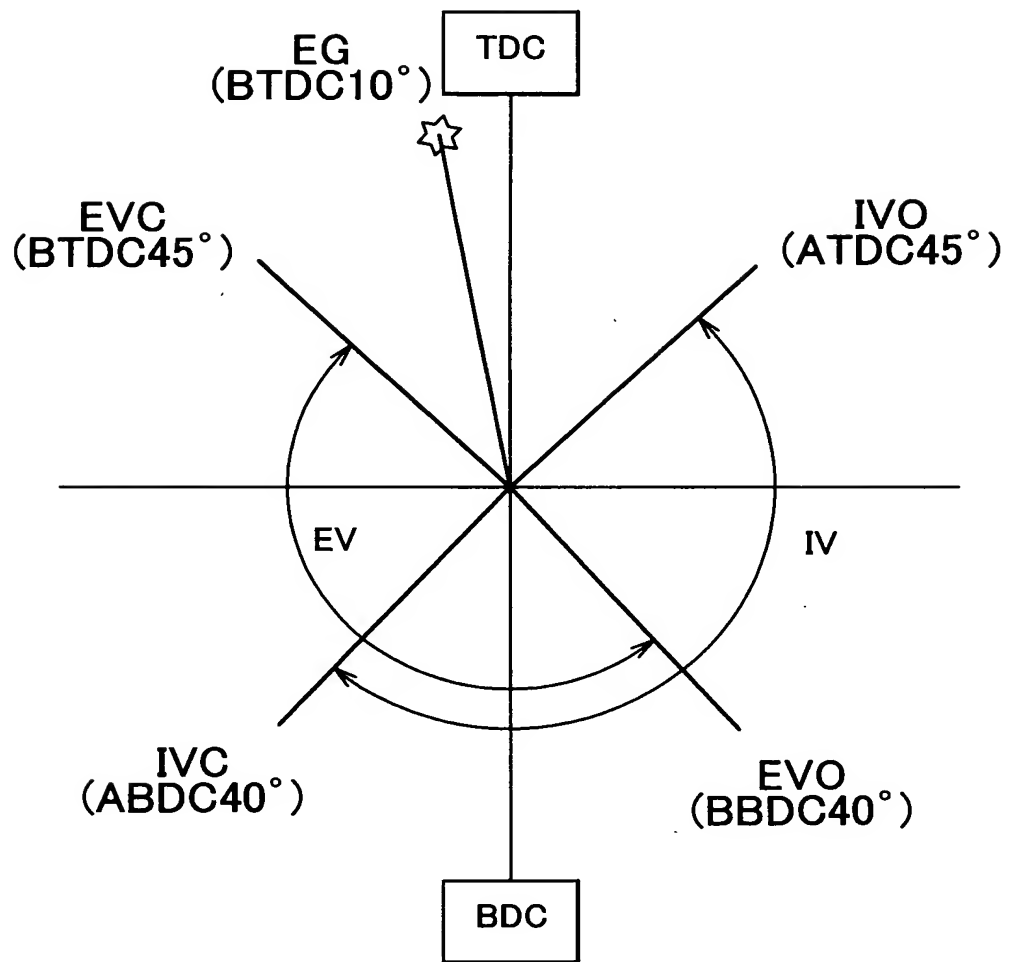 TDC
EG
(BTDC10°)
EVC
(BTDC45°)
IVO
(ATDC45°)
EV
IV
IVC
(ABDC40°)
EVO
(BBDC40°)
BDC